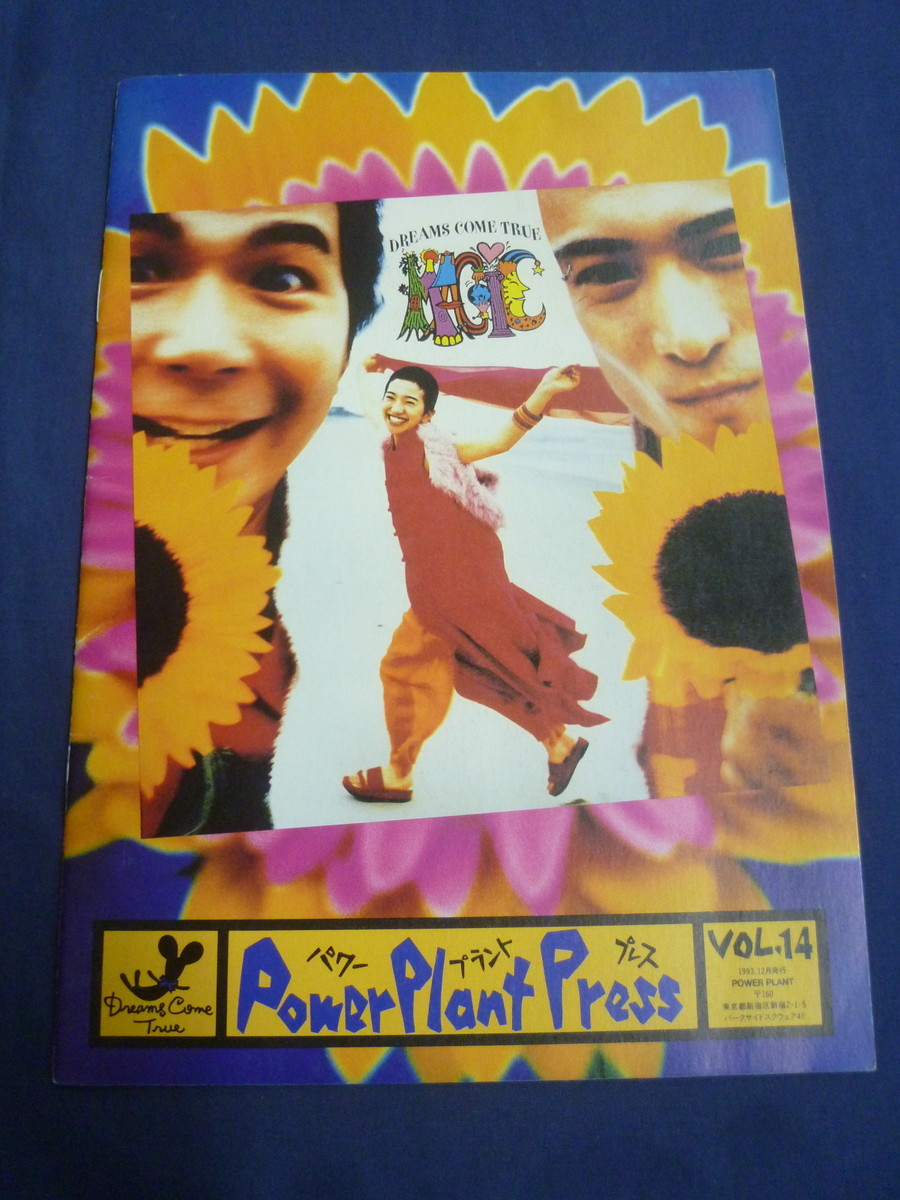 DREAMS COME TRUE
MAGIC
Dreams Come
True
パワー プラント プレス
Power Plant Press
VOL.14
1993.12月発行
POWER PLANT
〒160
東京都新宿区新宿2-1-5
パークサイドスクウェア4F